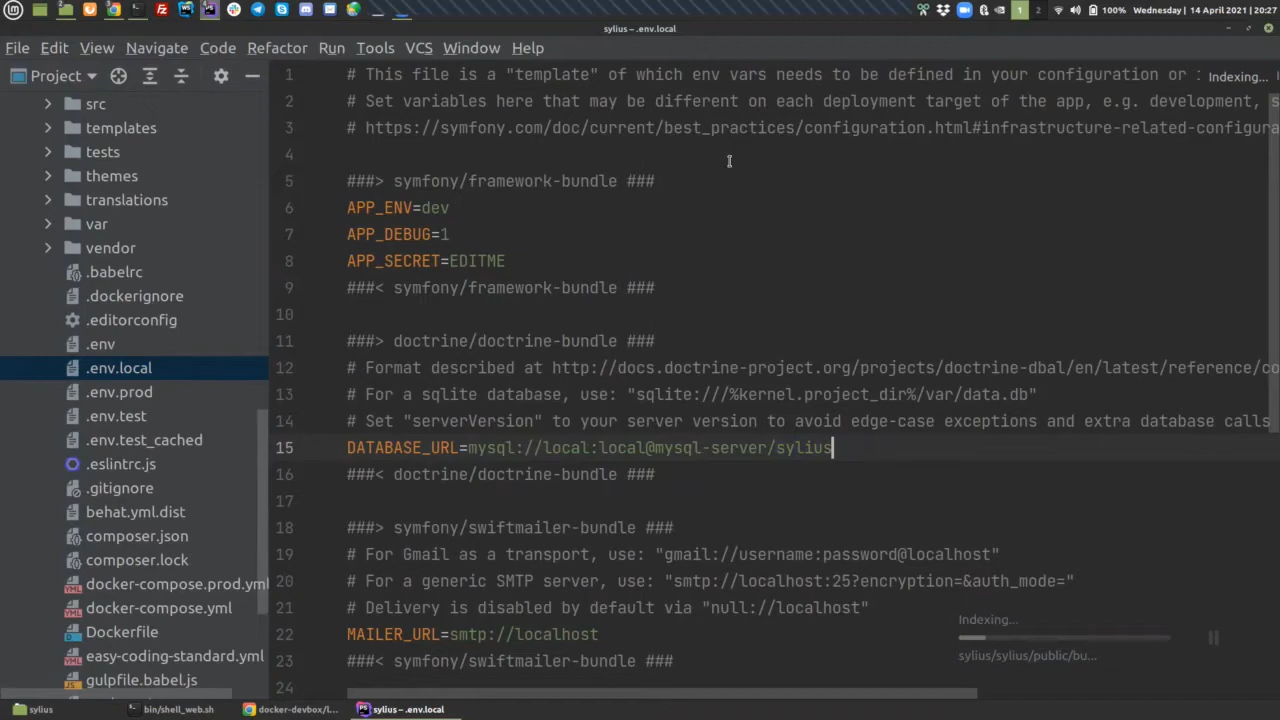 100% Wednesday | 14 April 2021 | 20:27
sylius – .env.local
File Edit View Navigate Code Refactor Run Tools VCS Window Help
Project
src
templates
tests
themes
translations
var
vendor
.babelrc
.dockerignore
.editorconfig
.env
.env.local
.env.prod
.env.test
.env.test_cached
.eslintrc.js
.gitignore
behat.yml.dist
composer.json
composer.lock
docker-compose.prod.yml
docker-compose.yml
Dockerfile
easy-coding-standard.yml
gulpfile.babel.js
Indexing...
1 # This file is a "template" of which env vars needs to be defined in your configuration or
2 # Set variables here that may be different on each deployment target of the app, e.g. development, s
3 # https://symfony.com/doc/current/best_practices/configuration.html#infrastructure-related-configura
4
5 ###> symfony/framework-bundle ###
6 APP_ENV=dev
7 APP_DEBUG=1
8 APP_SECRET=EDITME
9 ###< symfony/framework-bundle ###
10
11 ###> doctrine/doctrine-bundle ###
12 # Format described at http://docs.doctrine-project.org/projects/doctrine-dbal/en/latest/reference/co
13 # For a sqlite database, use: "sqlite:///%kernel.project_dir%/var/data.db"
14 # Set "serverVersion" to your server version to avoid edge-case exceptions and extra database calls
15 DATABASE_URL=mysql://local:local@mysql-server/sylius
16 ###< doctrine/doctrine-bundle ###
17
18 ###> symfony/swiftmailer-bundle ###
19 # For Gmail as a transport, use: "gmail://username:password@localhost"
20 # For a generic SMTP server, use: "smtp://localhost:25?encryption=&auth_mode="
21 # Delivery is disabled by default via "null://localhost"
22 MAILER_URL=smtp://localhost
23 ###< symfony/swiftmailer-bundle ###
24
Indexing...
sylius/sylius/public/bu...
sylius
bin/shell_web.sh
docker-devbox/l...
sylius – .env.local